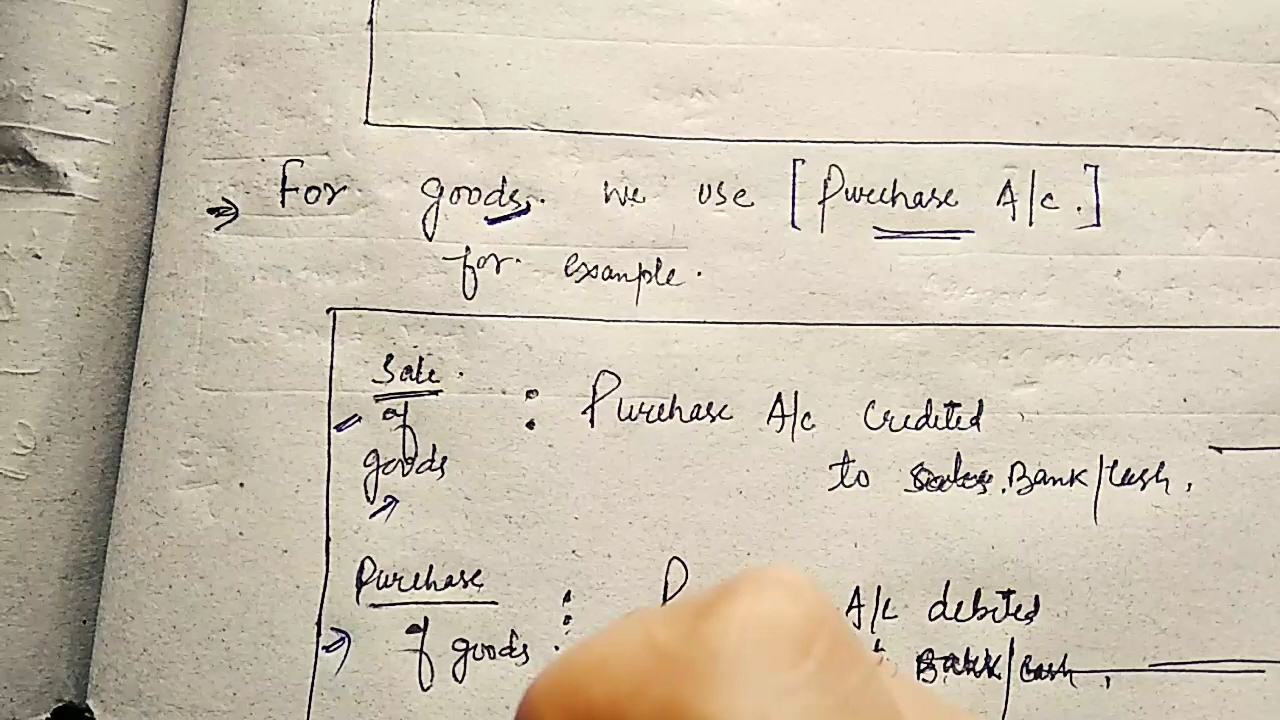 For goods. we use [Purchase A/c.]
for example.
Sale of goods : Purchase A/c Credited
to Bank/Cash,
Purchase of goods : A/c debited
Bank/Cash,